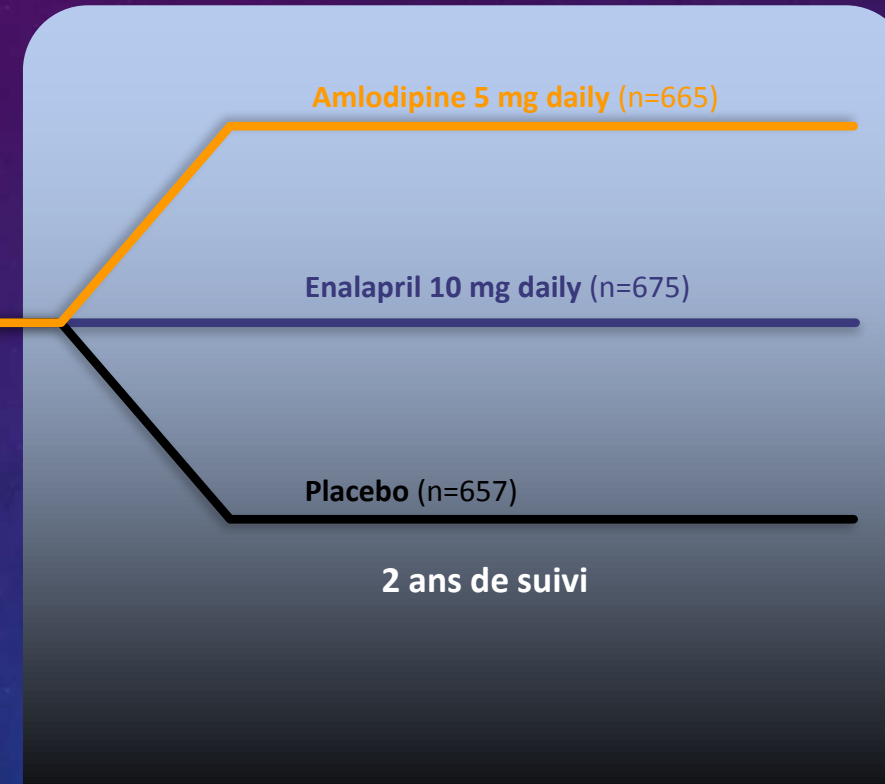 Amlodipine 5 mg daily (n=665)
Enalapril 10 mg daily (n=675)
Placebo (n=657)
2 ans de suivi